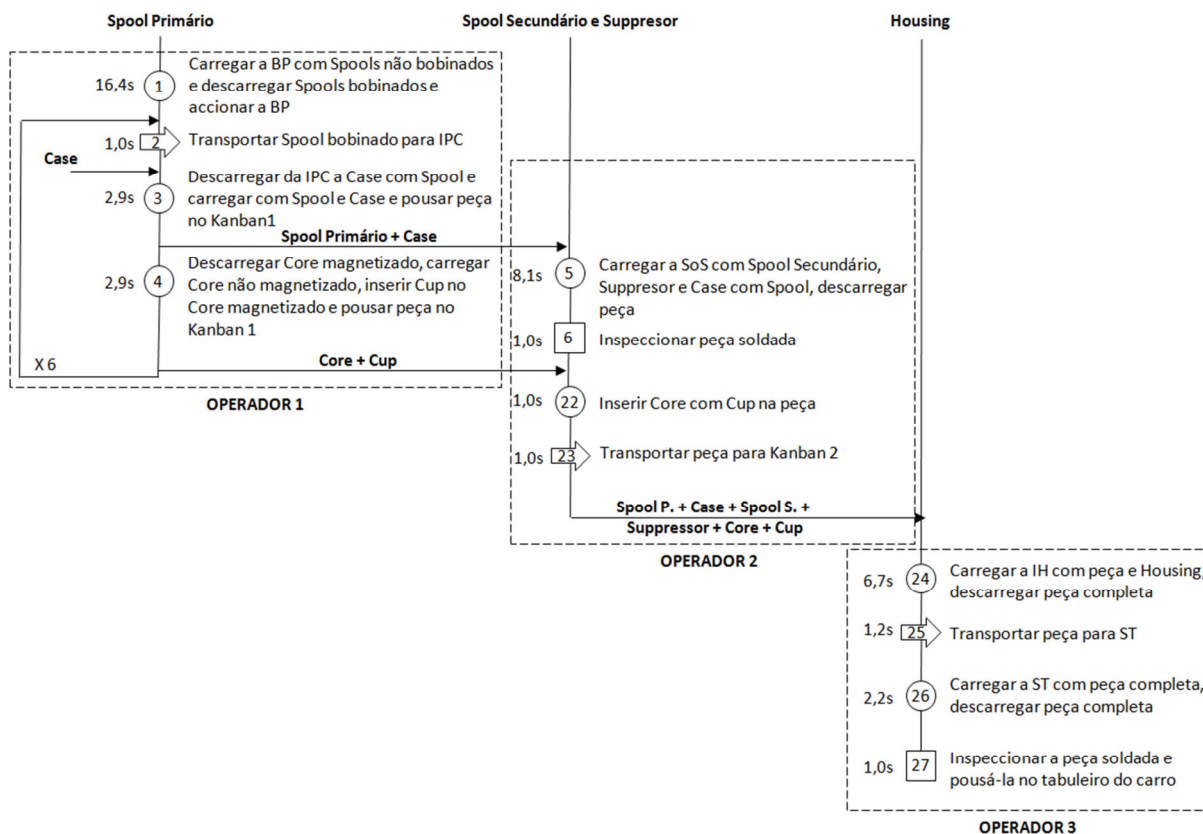 Spool Primário
Spool Secundário e Suppresor
Housing
16,4s
1
Carregar a BP com Spools não bobinados
e descarregar Spools bobinados e
accionar a BP
1,0s
2
Transportar Spool bobinado para IPC
Case
2,9s
3
Descarregar da IPC a Case com Spool e
carregar com Spool e Case e pousar peça
no Kanban1
Spool Primário + Case
2,9s
4
Descarregar Core magnetizado, carregar
Core não magnetizado, inserir Cup no
Core magnetizado e pousar peça no
Kanban 1
X 6
Core + Cup
OPERADOR 1
8,1s
5
Carregar a SoS com Spool Secundário,
Suppresor e Case com Spool, descarregar
peça
1,0s
6
Inspeccionar peça soldada
1,0s
22
Inserir Core com Cup na peça
1,0s
23
Transportar peça para Kanban 2
Spool P. + Case + Spool S. +
Suppressor + Core + Cup
OPERADOR 2
6,7s
24
Carregar a IH com peça e Housing,
descarregar peça completa
1,2s
25
Transportar peça para ST
2,2s
26
Carregar a ST com peça completa,
descarregar peça completa
1,0s
27
Inspeccionar a peça soldada e
pousá-la no tabuleiro do carro
OPERADOR 3